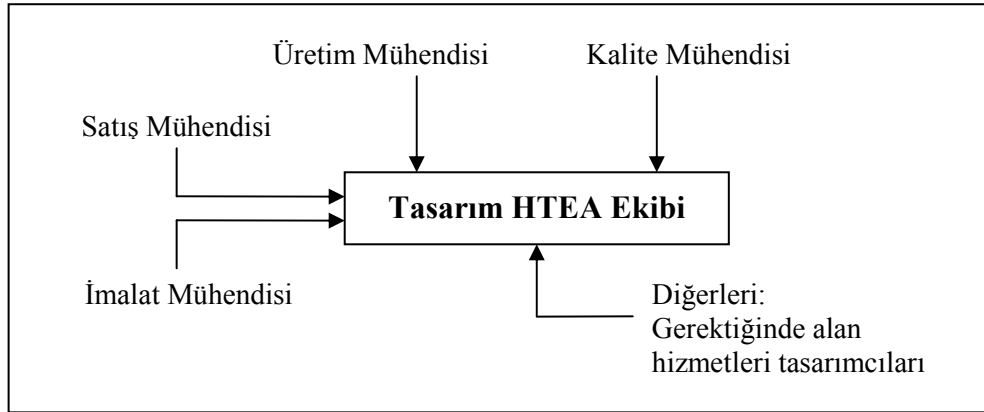 Üretim Mühendisi
Kalite Mühendisi
Satış Mühendisi
Tasarım HTEA Ekibi
İmalat Mühendisi
Diğerleri:
Gerektiğinde alan
hizmetleri tasarımcıları